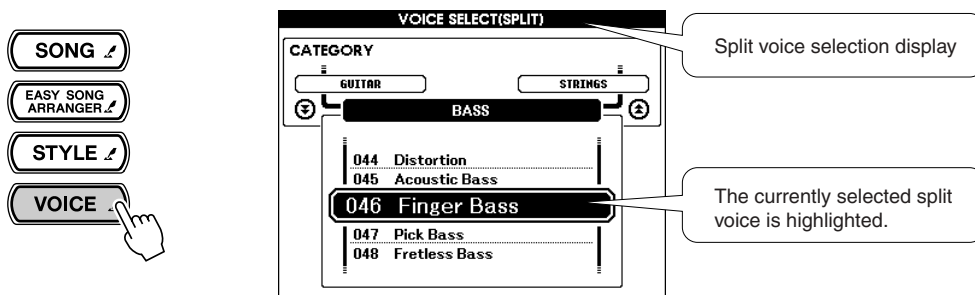 SONG
EASY SONG
ARRANGER
STYLE
VOICE
VOICE SELECT(SPLIT)
CATEGORY
GUITAR
STRINGS
BASS
044 Distortion
045 Acoustic Bass
046 Finger Bass
047 Pick Bass
048 Fretless Bass
Split voice selection display
The currently selected split
voice is highlighted.